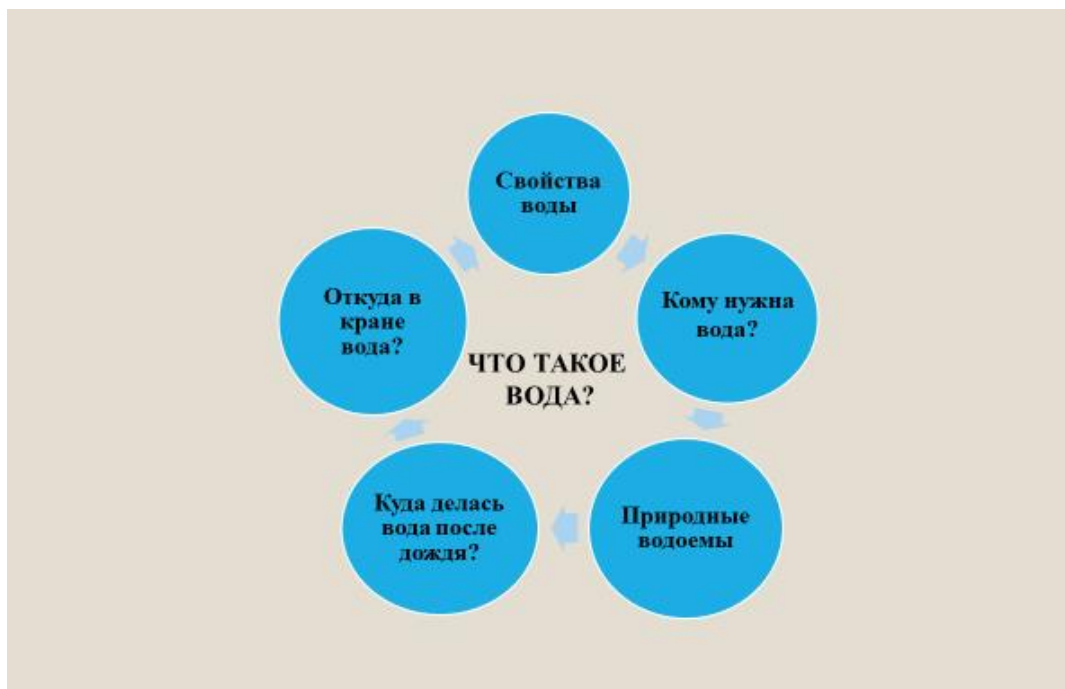 Свойства
воды
Кому нужна
вода?
Природные
водоемы
Куда делась
вода после
дождя?
Откуда в
кране
вода?
ЧТО ТАКОЕ
ВОДА?